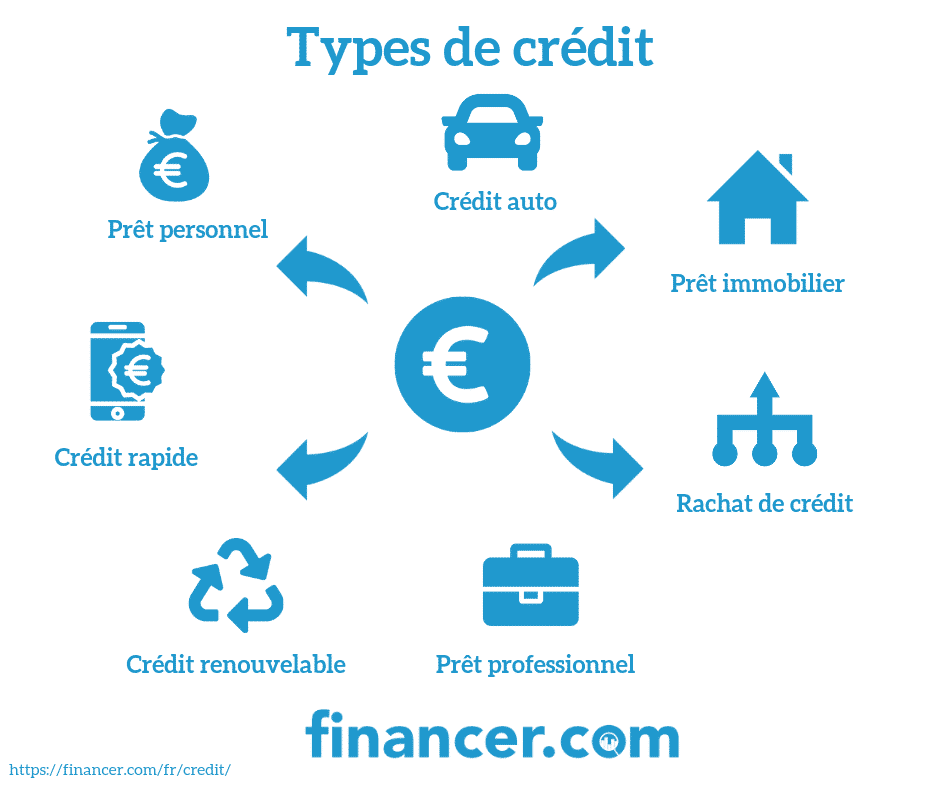 Types de crédit
Crédit auto
Prêt personnel
Prêt immobilier
Crédit rapide
Rachat de crédit
Crédit renouvelable
Prêt professionnel
financer.com
https://financer.com/fr/credit/